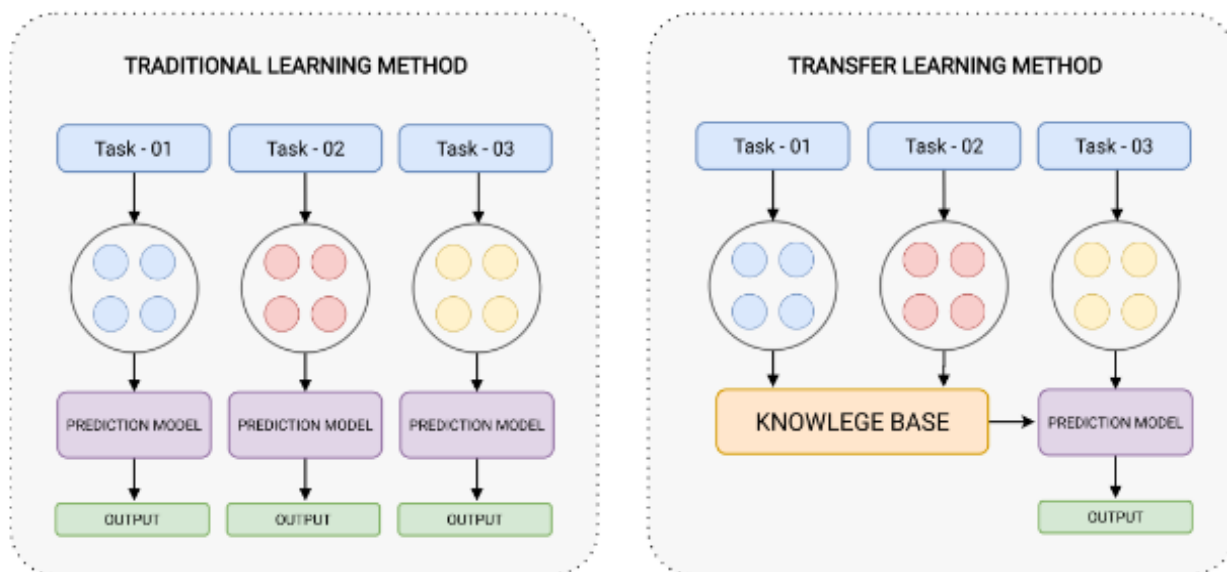 TRADITIONAL LEARNING METHOD
Task - 01
Task - 02
Task - 03
PREDICTION MODEL
PREDICTION MODEL
PREDICTION MODEL
OUTPUT
OUTPUT
OUTPUT
TRANSFER LEARNING METHOD
Task - 01
Task - 02
Task - 03
KNOWLEGE BASE
PREDICTION MODEL
OUTPUT